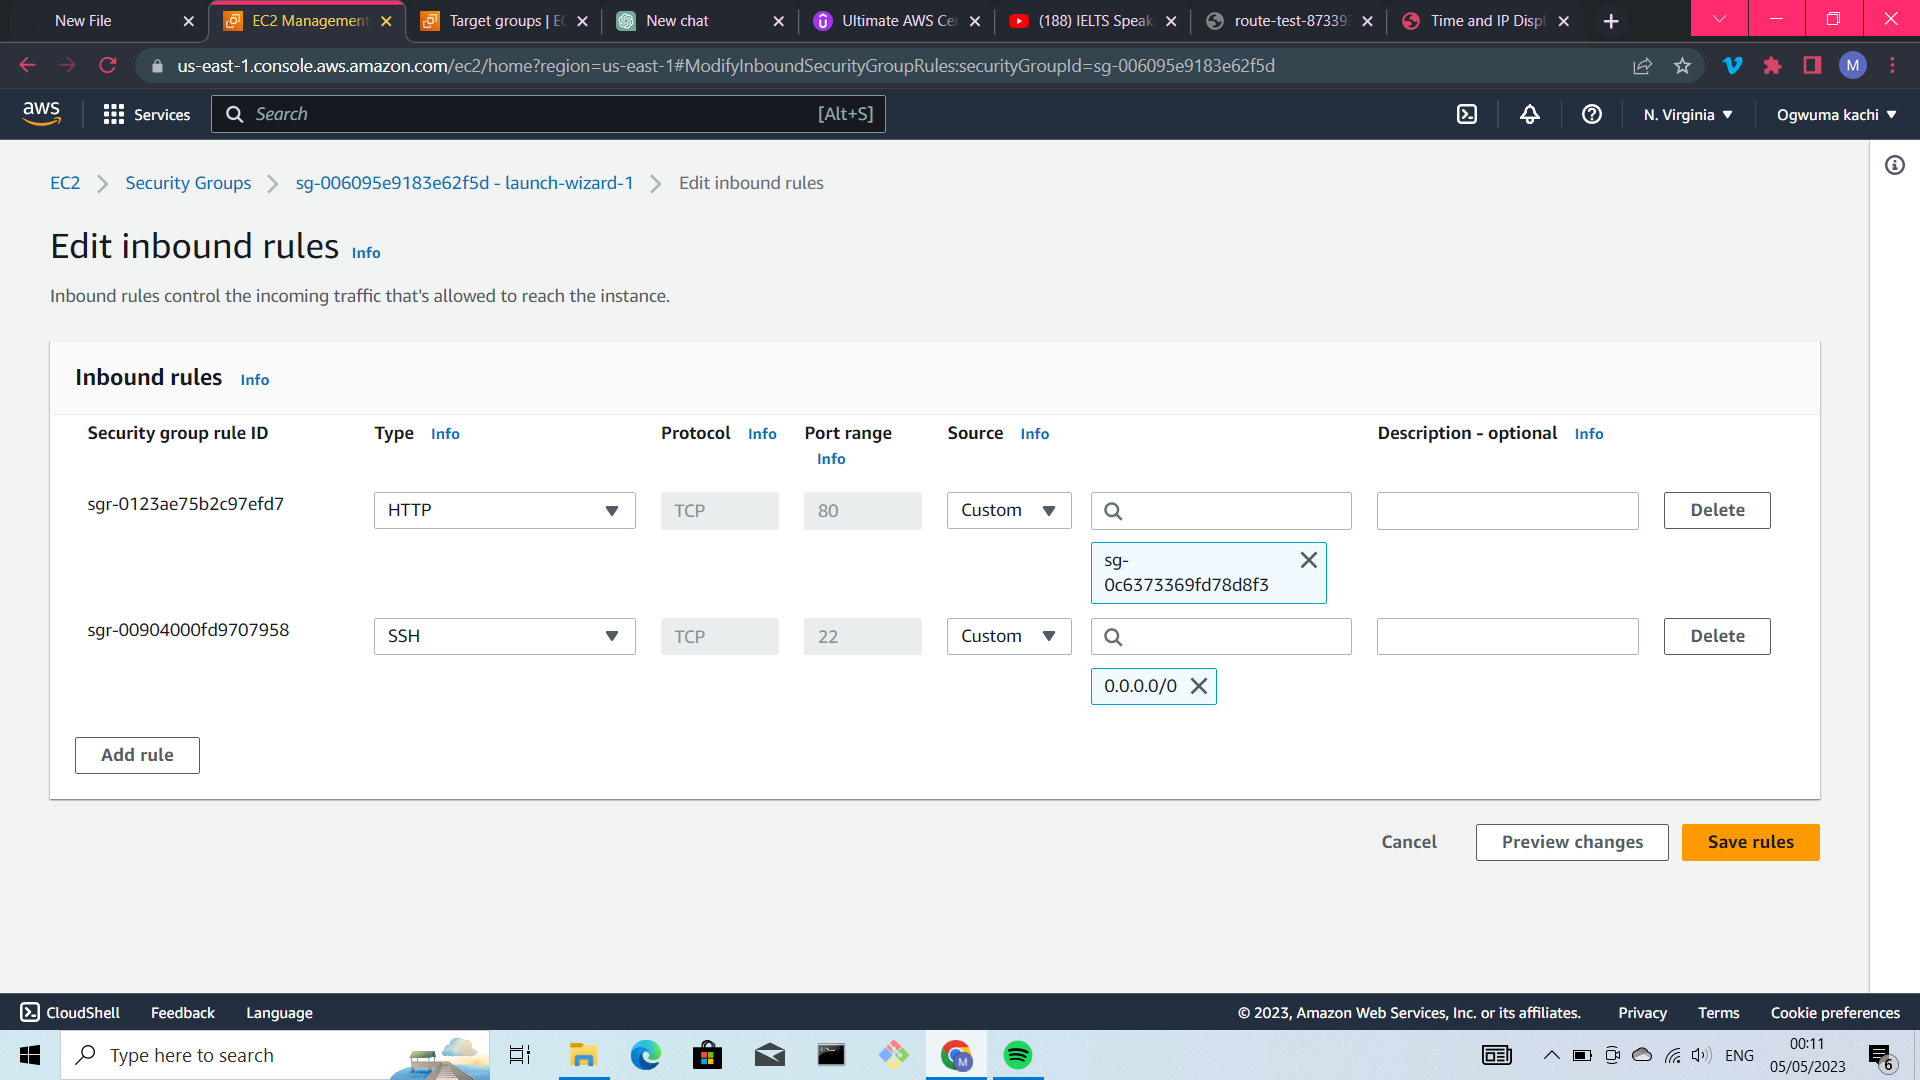 New File
EC2 Management
Target groups | EC
New chat
Ultimate AWS Cer
(188) IELTS Speak
route-test-87339
Time and IP Displ
us-east-1.console.aws.amazon.com/ec2/home?region=us-east-1#ModifyInboundSecurityGroupRules:securityGroupId=sg-006095e9183e62f5d
M
aws
Services
Search
[Alt+S]
N. Virginia
Ogwuma kachi
EC2
Security Groups
sg-006095e9183e62f5d - launch-wizard-1
Edit inbound rules
Edit inbound rules Info
Inbound rules control the incoming traffic that's allowed to reach the instance.
Inbound rules Info
Security group rule ID
Type Info
Protocol Info
Port range
Info
Source Info
Description - optional Info
sgr-0123ae75b2c97efd7
HTTP
TCP
80
Custom
Delete
sg-
0c6373369fd78d8f3
sgr-00904000fd9707958
SSH
TCP
22
Custom
Delete
0.0.0.0/0
Add rule
Cancel
Preview changes
Save rules
CloudShell
Feedback
Language
© 2023, Amazon Web Services, Inc. or its affiliates.
Privacy
Terms
Cookie preferences
Type here to search
M
ENG
00:11
05/05/2023
6